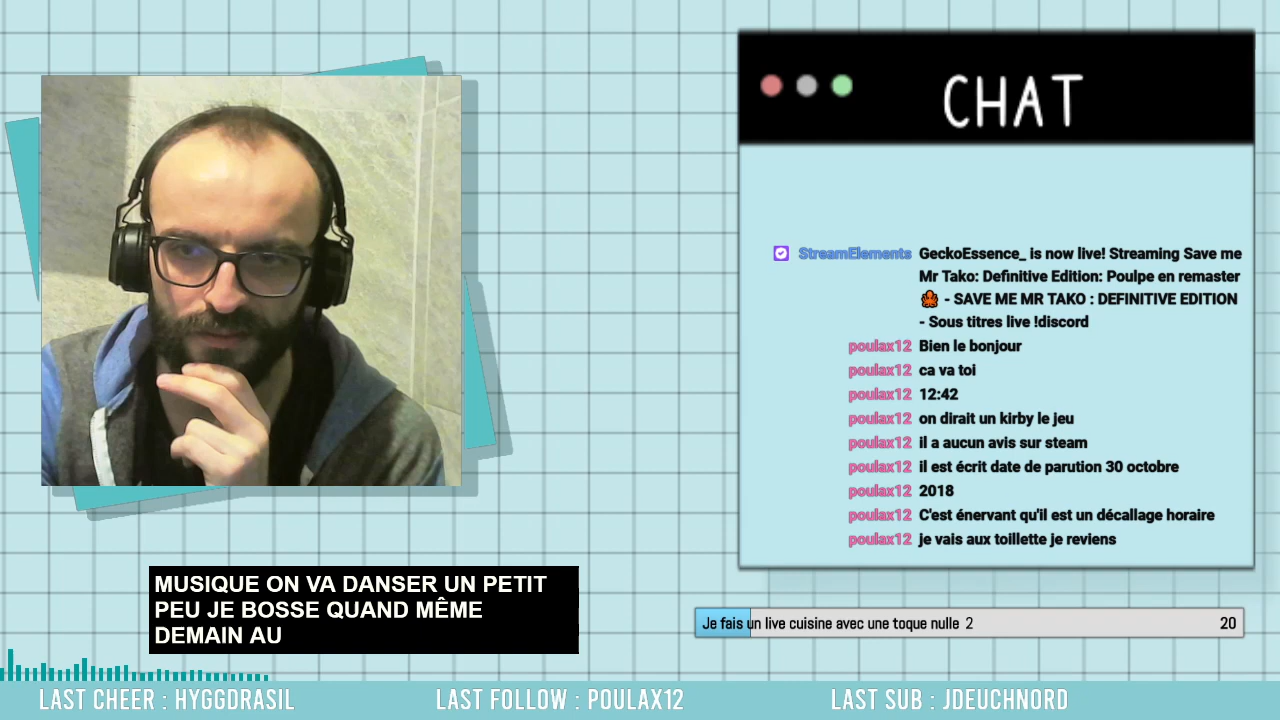 CHAT
StreamElements GeckoEssence_ is now live! Streaming Save me
Mr Tako: Definitive Edition: Poulpe en remaster
🐙 - SAVE ME MR TAKO : DEFINITIVE EDITION
- Sous titres live !discord
poulax12 Bien le bonjour
poulax12 ca va toi
poulax12 12:42
poulax12 on dirait un kirby le jeu
poulax12 il a aucun avis sur steam
poulax12 il est écrit date de parution 30 octobre
poulax12 2018
poulax12 C'est énervant qu'il est un décallage horaire
poulax12 je vais aux toillette je reviens
MUSIQUE ON VA DANSER UN PETIT
PEU JE BOSSE QUAND MÊME
DEMAIN AU
Je fais un live cuisine avec une toque nulle 2 20
LAST CHEER : HYGGDRASIL LAST FOLLOW : POULAX12 LAST SUB : JDEUCHNORD